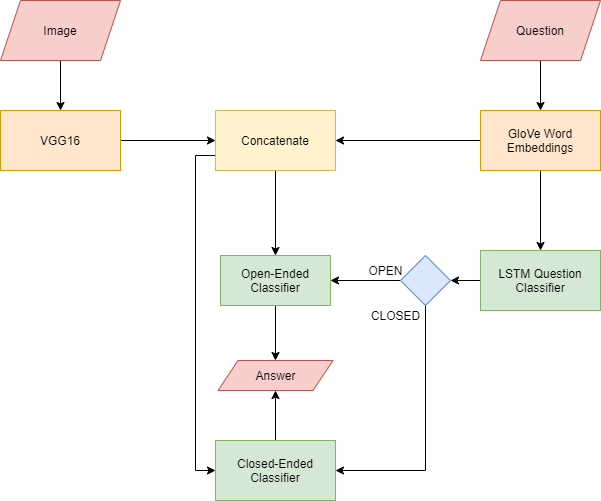 Image
Question
VGG16
Concatenate
GloVe Word
Embeddings
Open-Ended
Classifier
OPEN
LSTM Question
Classifier
CLOSED
Answer
Closed-Ended
Classifier